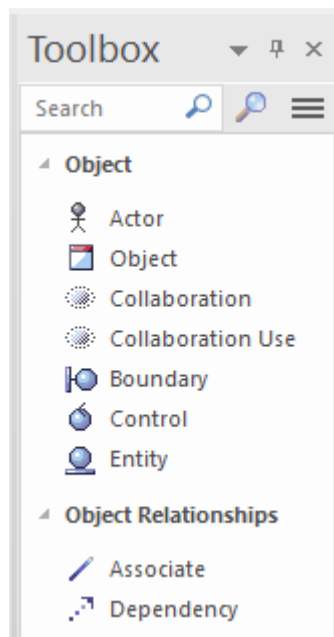 Toolbox
Search
Object
Actor
Object
Collaboration
Collaboration Use
Boundary
Control
Entity
Object Relationships
Associate
Dependency